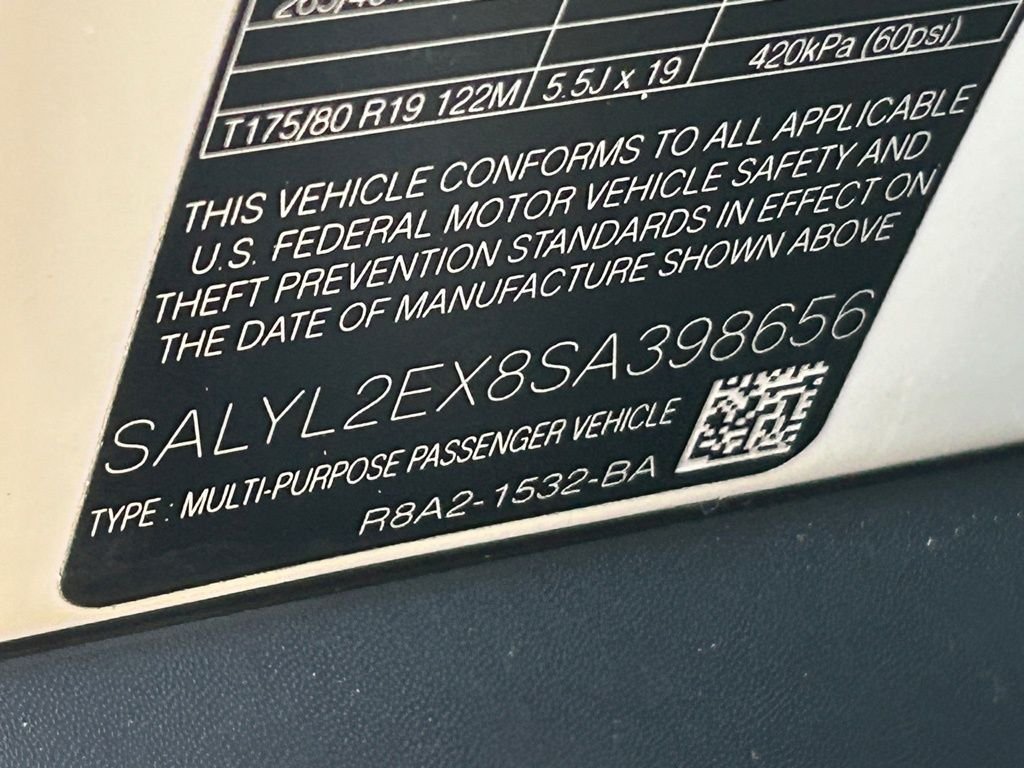 T175/80 R19 122M 5.5J x 19 420kPa (60psi)
THIS VEHICLE CONFORMS TO ALL APPLICABLE
U.S. FEDERAL MOTOR VEHICLE SAFETY AND
THEFT PREVENTION STANDARDS IN EFFECT ON
THE DATE OF MANUFACTURE SHOWN ABOVE
SALYL2EX8SA398656
TYPE : MULTI-PURPOSE PASSENGER VEHICLE
R8A2-1532-BA